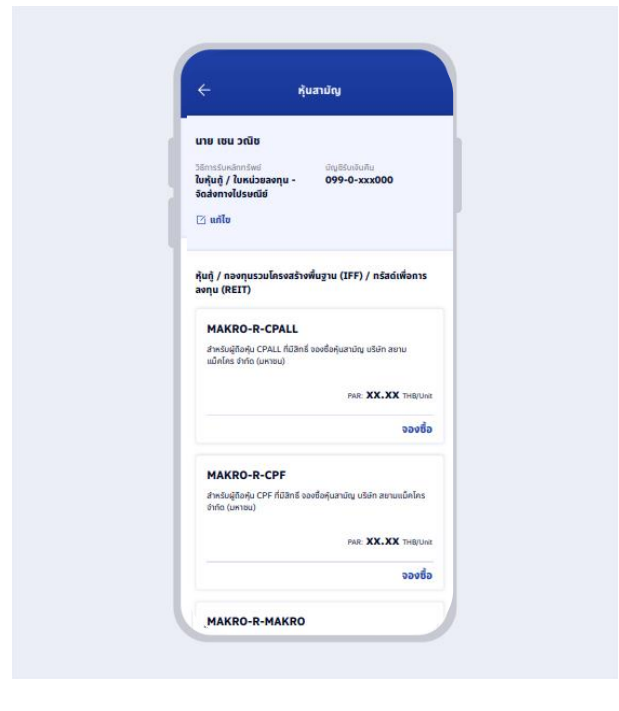 หุ้นสามัญ
นาย เชน วณิช
วิธีการรับหลักทรัพย์
บัญชีรับเงินคืน
ใบหุ้นกู้ / ใบหน่วยลงทุน -
จัดส่งทางไปรษณีย์
099-0-xxx000
แก้ไข
หุ้นกู้ / กองทุนรวมโครงสร้างพื้นฐาน (IFF) / ทรัสต์เพื่อการ
ลงทุน (REIT)
MAKRO-R-CPALL
สำหรับผู้ถือหุ้น CPALL ที่มีสิทธิ์ จองซื้อหุ้นสามัญ บริษัท สยาม
แม็คโคร จำกัด (มหาชน)
PAR: XX.XX THB/Unit
จองซื้อ
MAKRO-R-CPF
สำหรับผู้ถือหุ้น CPF ที่มีสิทธิ์ จองซื้อหุ้นสามัญ บริษัท สยามแม็คโคร
จำกัด (มหาชน)
PAR: XX.XX THB/Unit
จองซื้อ
MAKRO-R-MAKRO